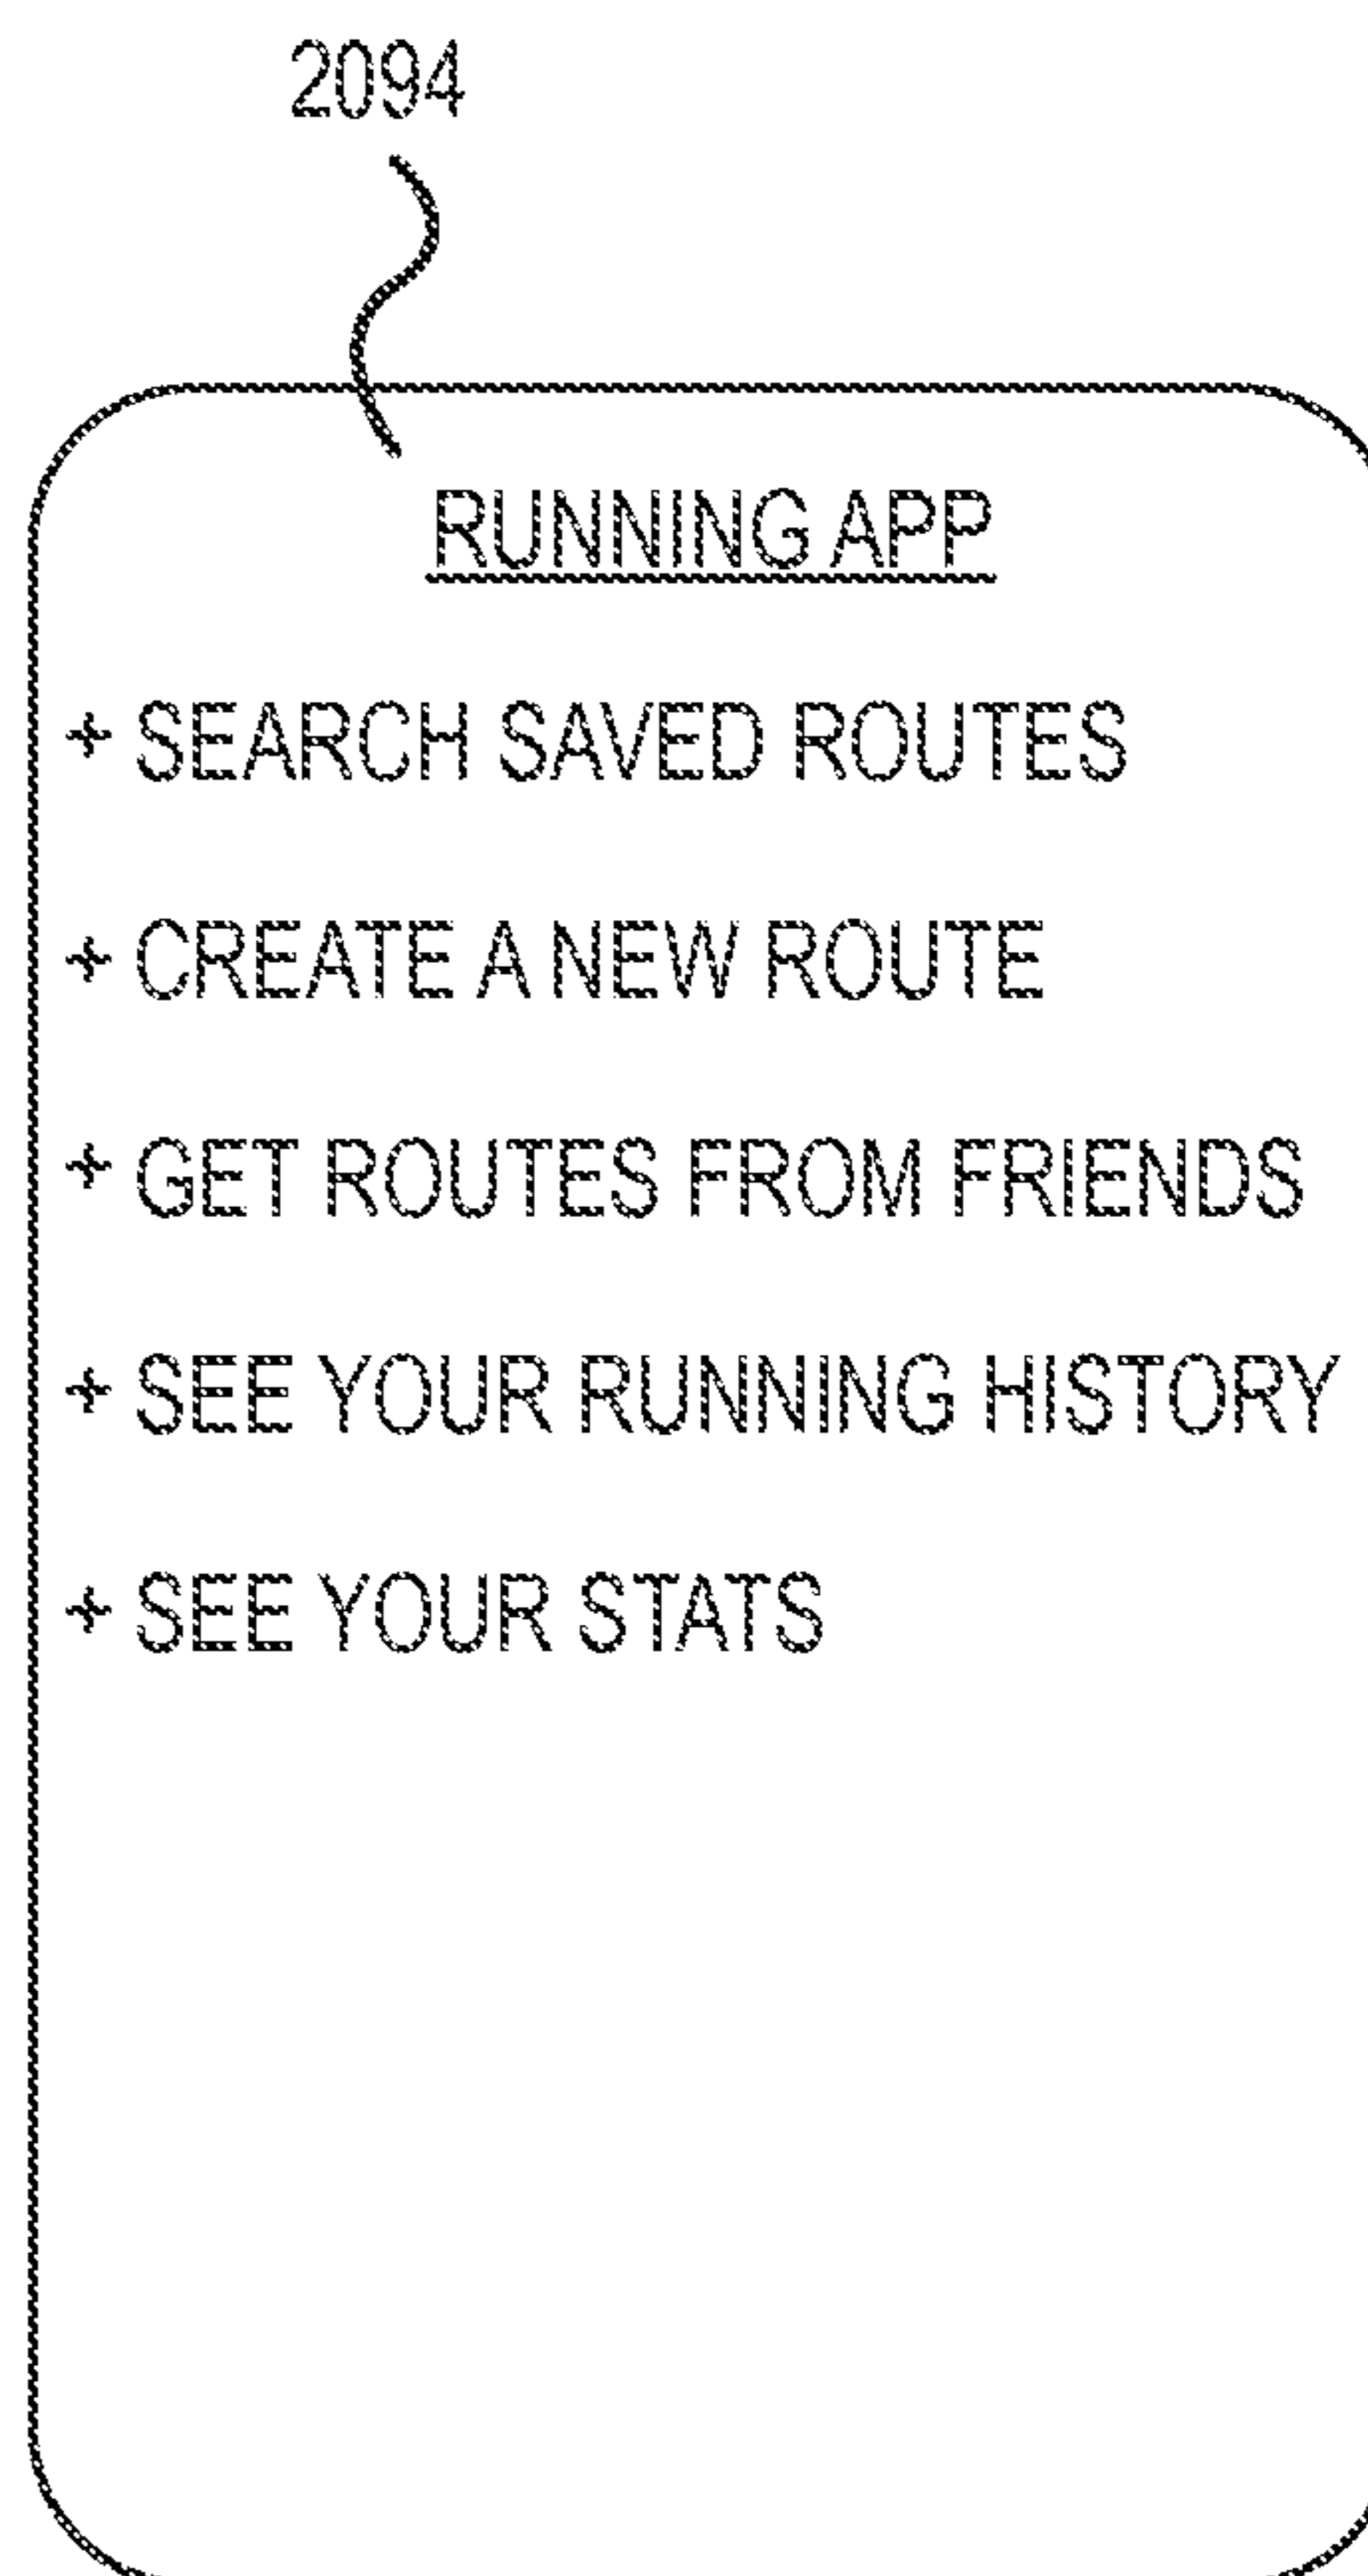 2094
RUNNING APP
+ SEARCH SAVED ROUTES
+ CREATE A NEW ROUTE
+ GET ROUTES FROM FRIENDS
+ SEE YOUR RUNNING HISTORY
+ SEE YOUR STATS